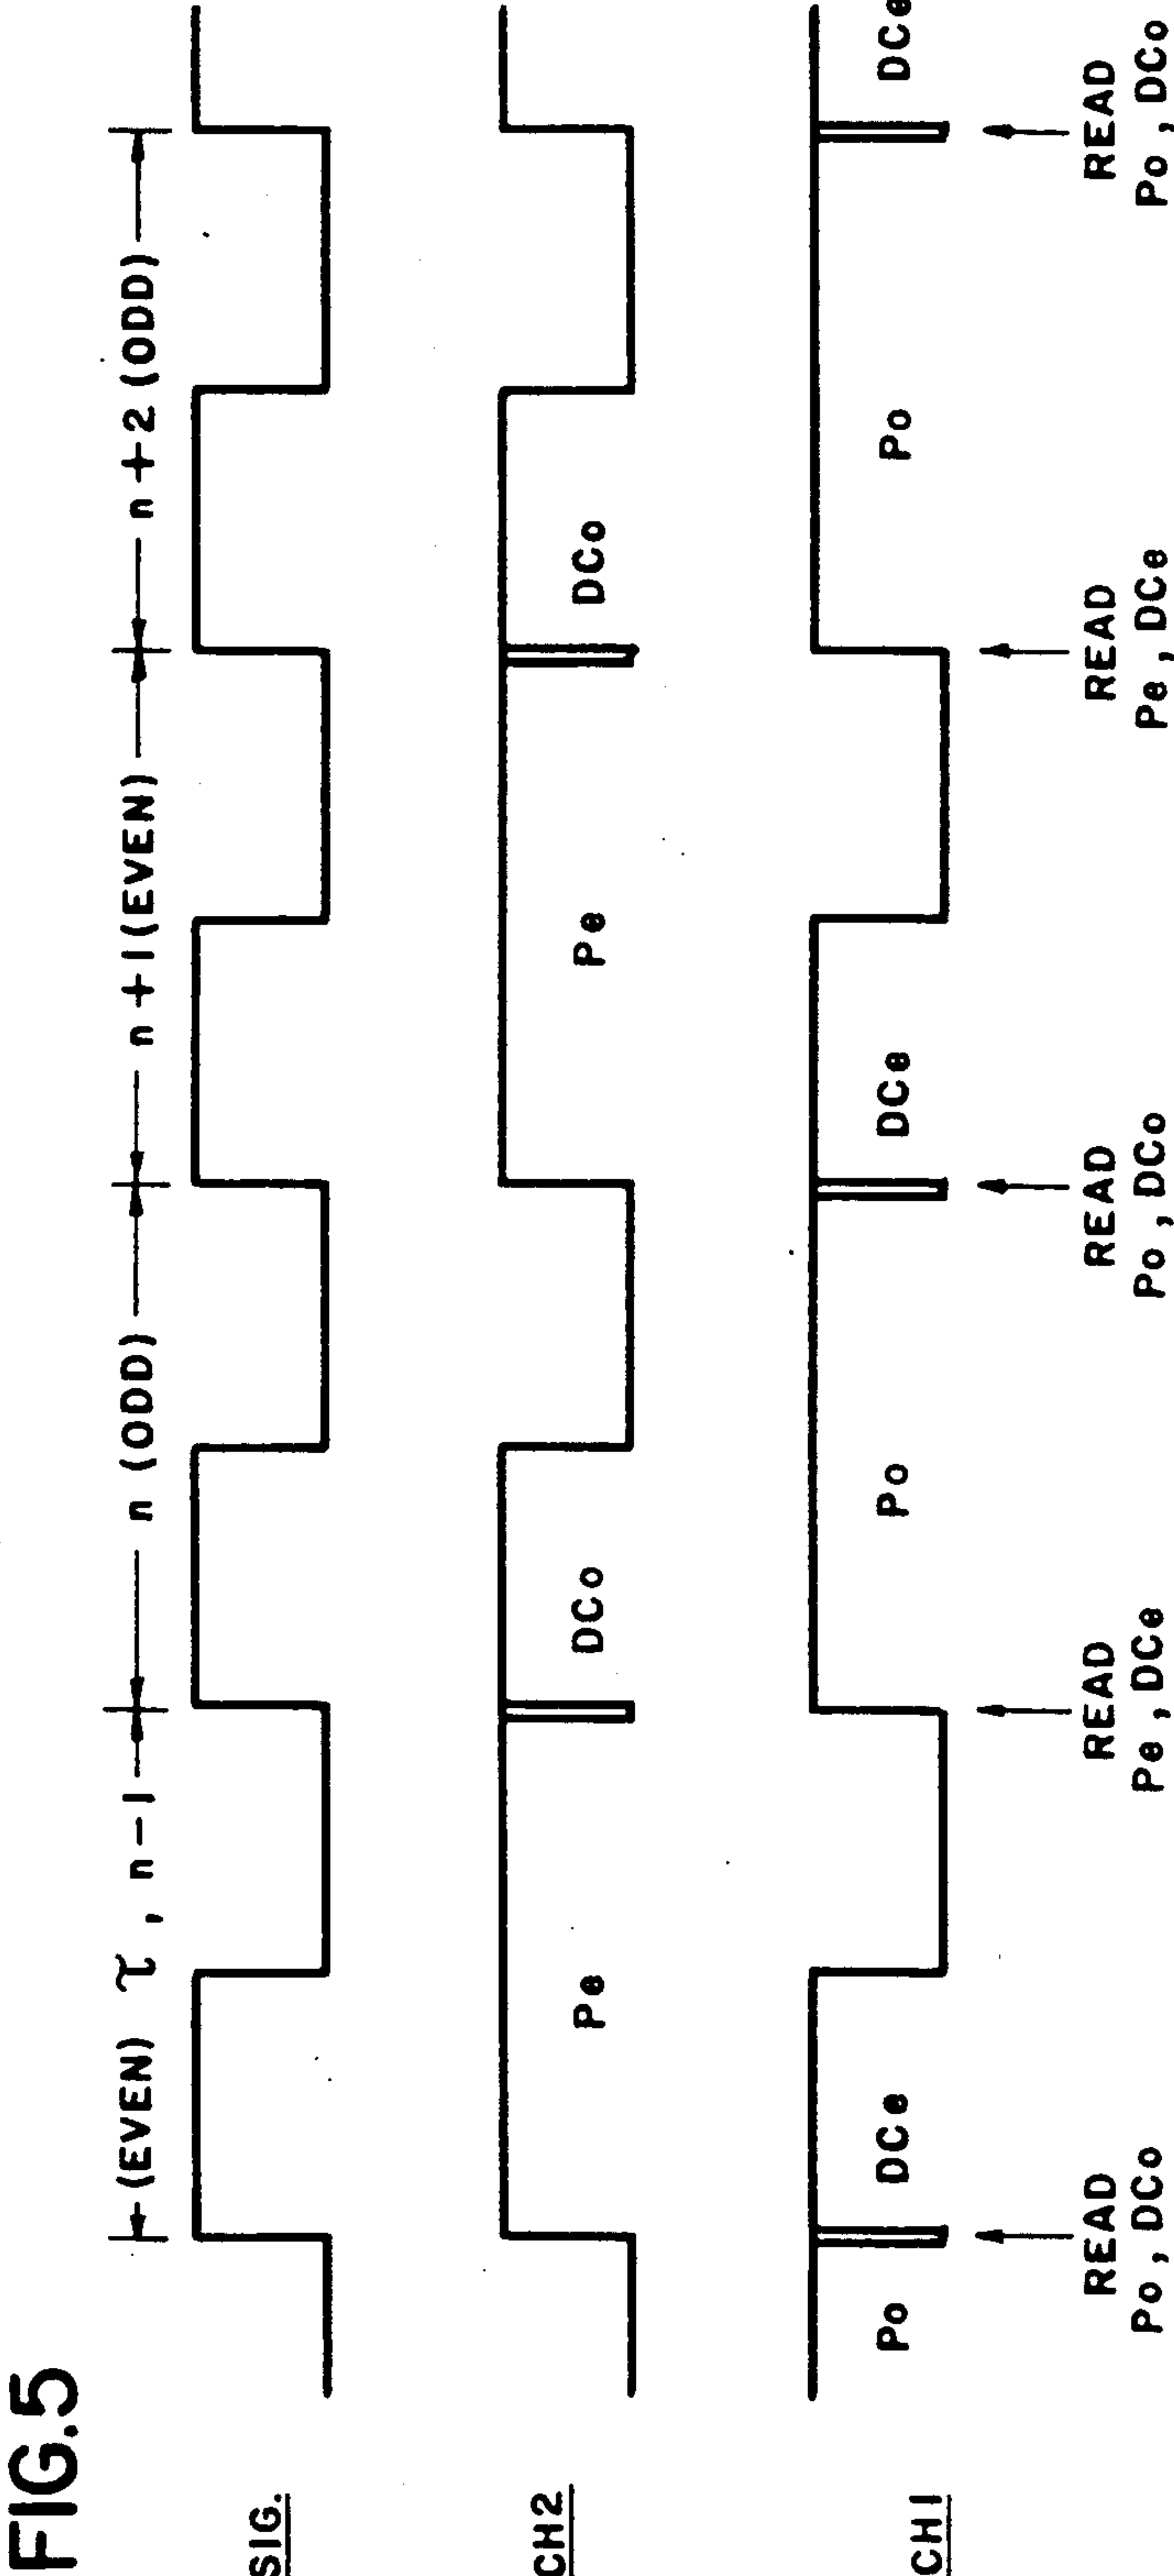 FIG.5
(EVEN) τ, n-1
n (ODD)
n+1(EVEN)
n+2 (ODD)
SIG.
CH2
Pe
DCo
Pe
DCo
CH1
Po
DCe
Po
DCe
Po
DCe
READ
Po, DCo
READ
Pe, DCe
READ
Po, DCo
READ
Pe, DCe
READ
Po, DCo